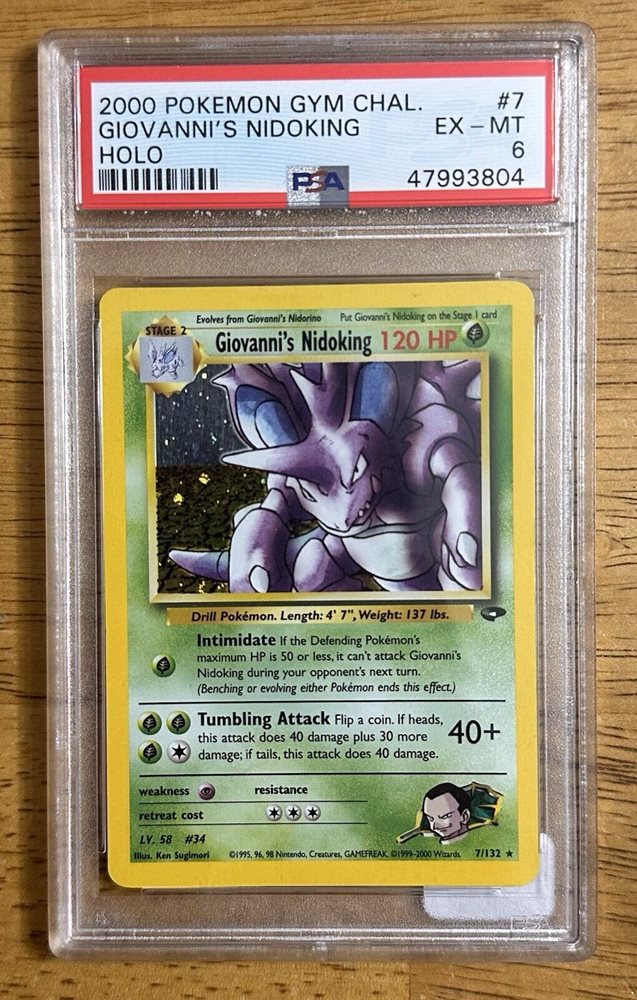 2000 POKEMON GYM CHAL. #7
GIOVANNI'S NIDOKING EX - MT
HOLO 6
PSA 47993804
Evolves from Giovanni's Nidorino Put Giovanni's Nidoking on the Stage 1 card
STAGE 2
Giovanni's Nidoking 120 HP
Drill Pokémon. Length: 4' 7", Weight: 137 lbs.
Intimidate If the Defending Pokémon's
maximum HP is 50 or less, it can't attack Giovanni's
Nidoking during your opponent's next turn.
(Benching or evolving either Pokémon ends this effect.)
Tumbling Attack Flip a coin. If heads,
this attack does 40 damage plus 30 more 40+
damage; if tails, this attack does 40 damage.
weakness resistance
retreat cost
LV. 58 #34
Illus. Ken Sugimori ©1995, 96, 98 Nintendo, Creatures, GAMEFREAK. ©1999-2000 Wizards. 7/132 ★